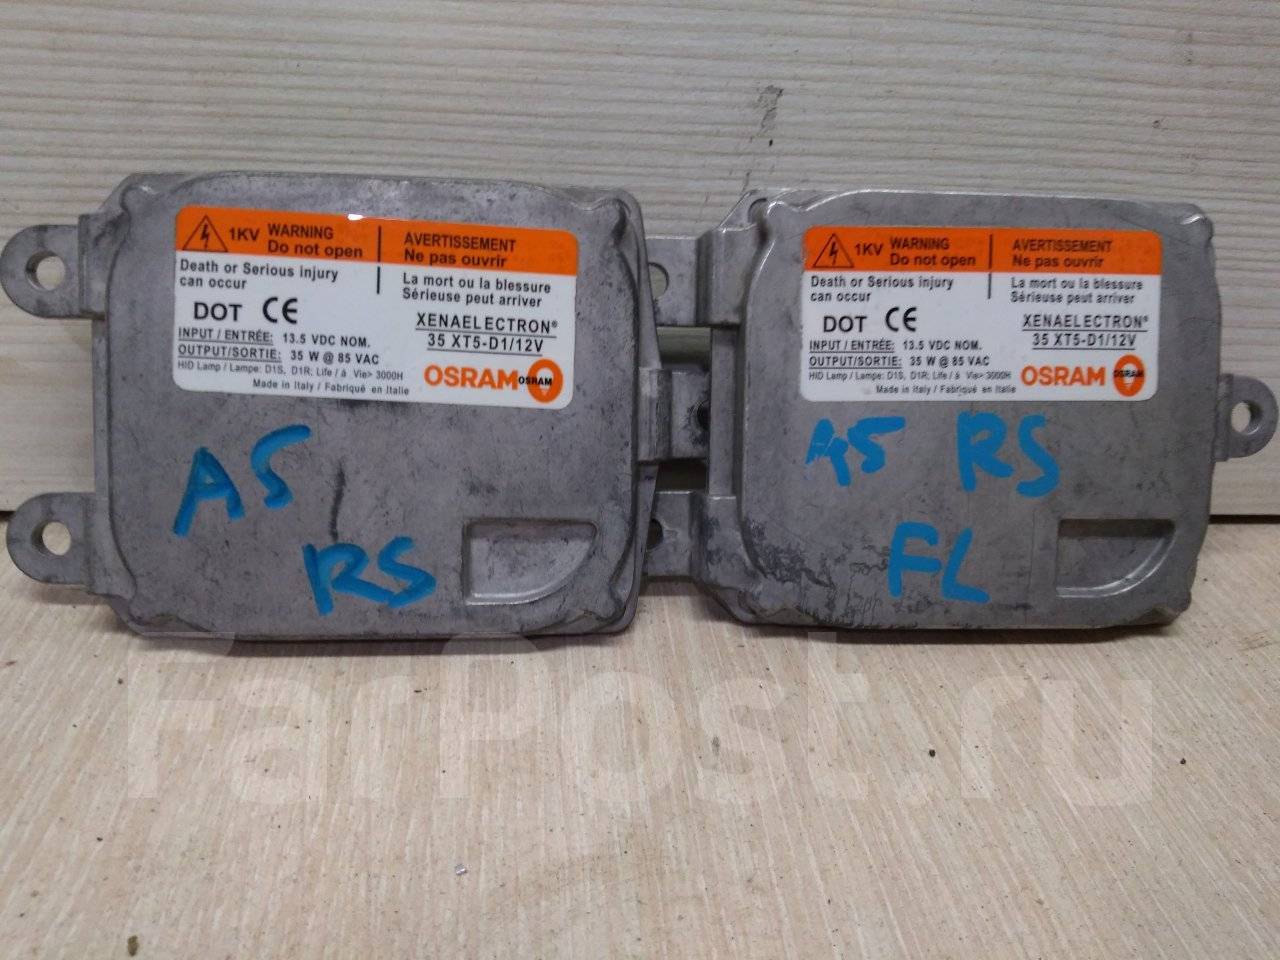 1KV WARNING
Do not open
AVERTISSEMENT
Ne pas ouvrir
Death or Serious injury
can occur
La mort ou la blessure
Sérieuse peut arriver
DOT CE
XENAELECTRON®
35 XT5-D1/12V
INPUT / ENTRÉE: 13.5 VDC NOM.
OUTPUT/SORTIE: 35 W @ 85 VAC
HID Lamp / Lampe: D1S, D1R; Life / á Vie> 3000H
Made in Italy / Fabriqué en Italie
OSRAM OSRAM
A5
RS
1KV WARNING
Do not open
AVERTISSEMENT
Ne pas ouvrir
Death or Serious injury
can occur
La mort ou la blessure
Sérieuse peut arriver
DOT CE
XENAELECTRON®
35 XT5-D1/12V
INPUT / ENTRÉE: 13.5 VDC NOM.
OUTPUT/SORTIE: 35 W @ 85 VAC
HID Lamp / Lampe: D1S, D1R; Life / á Vie> 3000H
Made in Italy / Fabriqué en Italie
OSRAM OSRAM
A5 RS
FL
FarPost.ru